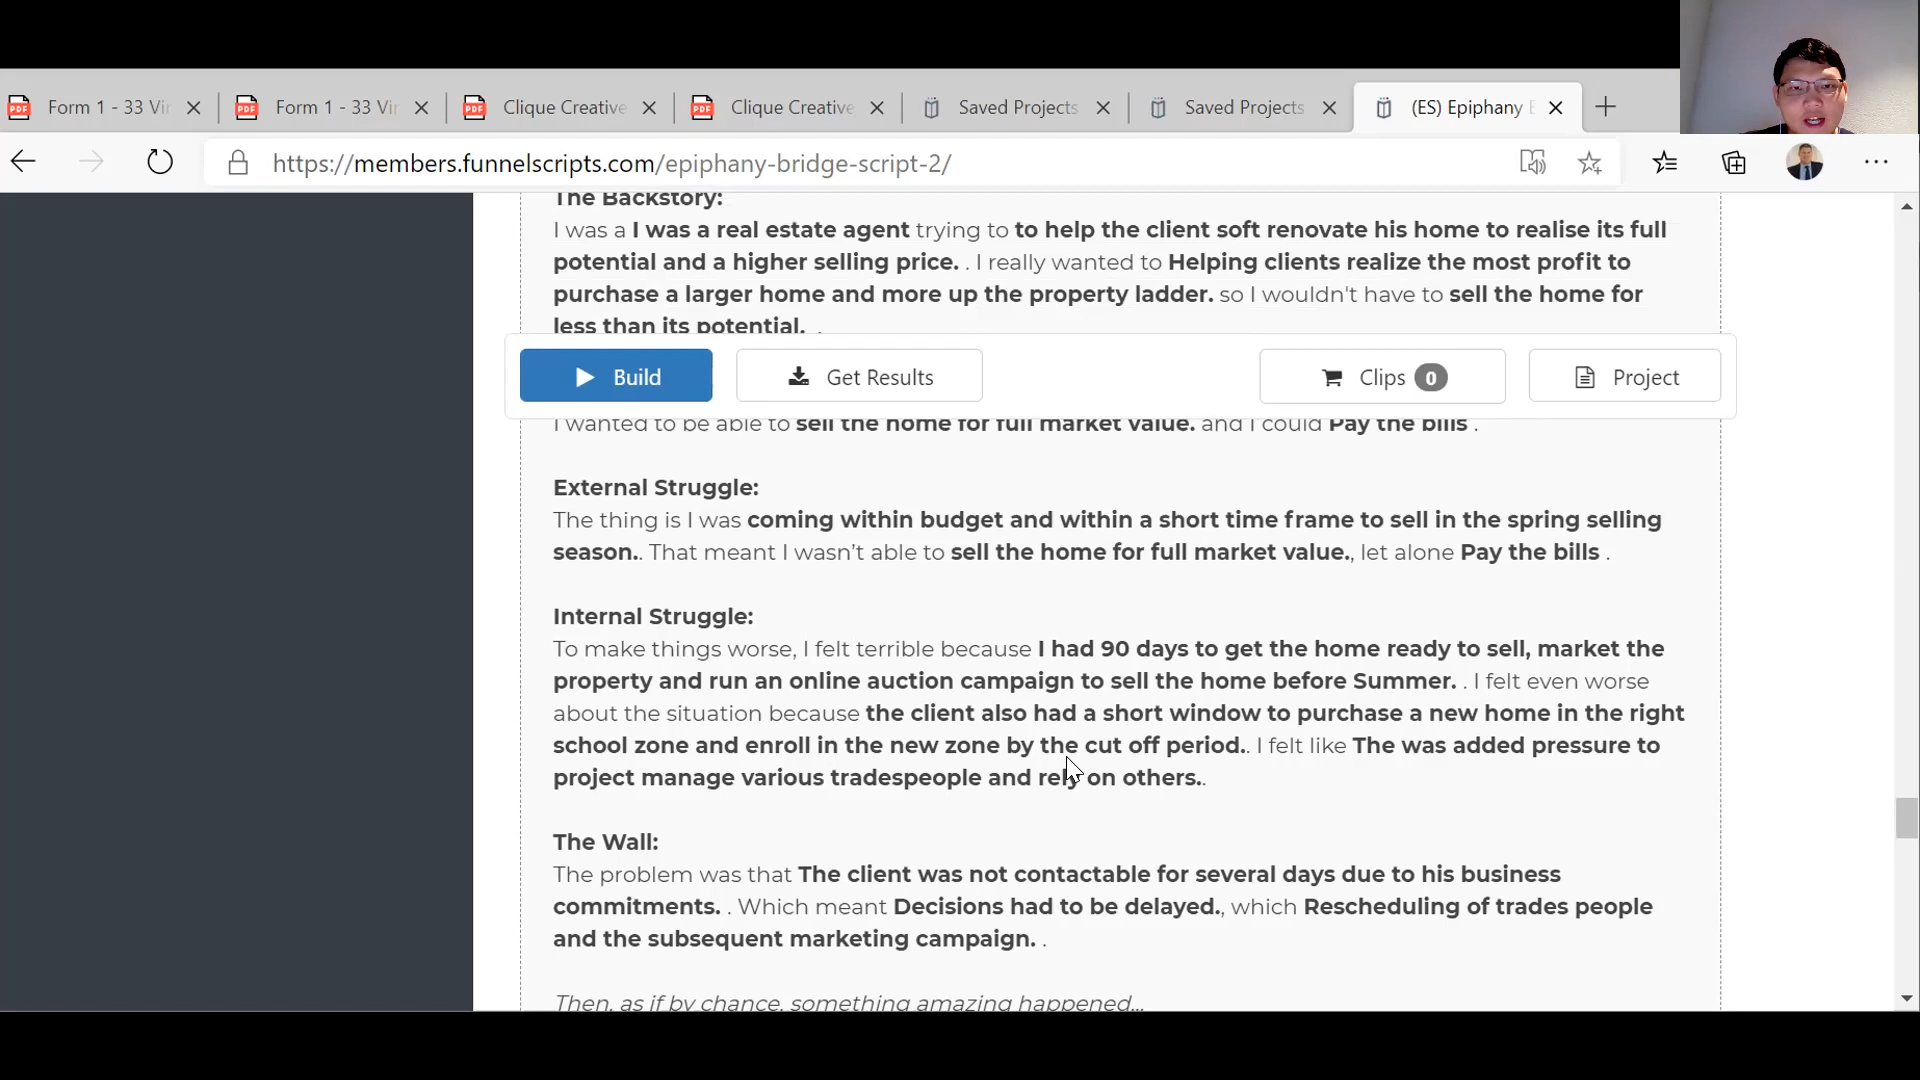 Form 1 - 33 Vir
Form 1 - 33 Vir
Clique Creative
Clique Creative
Saved Projects
Saved Projects
(ES) Epiphany
https://members.funnelscripts.com/epiphany-bridge-script-2/
The Backstory:
I was a I was a real estate agent trying to to help the client soft renovate his home to realise its full
potential and a higher selling price. . I really wanted to Helping clients realize the most profit to
purchase a larger home and more up the property ladder. so I wouldn't have to sell the home for
less than its potential. .
Build
Get Results
Clips 0
Project
I wanted to be able to sell the home for full market value. and I could Pay the bills .
External Struggle:
The thing is I was coming within budget and within a short time frame to sell in the spring selling
season.. That meant I wasn’t able to sell the home for full market value., let alone Pay the bills .
Internal Struggle:
To make things worse, I felt terrible because I had 90 days to get the home ready to sell, market the
property and run an online auction campaign to sell the home before Summer. . I felt even worse
about the situation because the client also had a short window to purchase a new home in the right
school zone and enroll in the new zone by the cut off period.. I felt like The was added pressure to
project manage various tradespeople and rely on others..
The Wall:
The problem was that The client was not contactable for several days due to his business
commitments. . Which meant Decisions had to be delayed., which Rescheduling of trades people
and the subsequent marketing campaign. .
Then, as if by chance, something amazing happened...